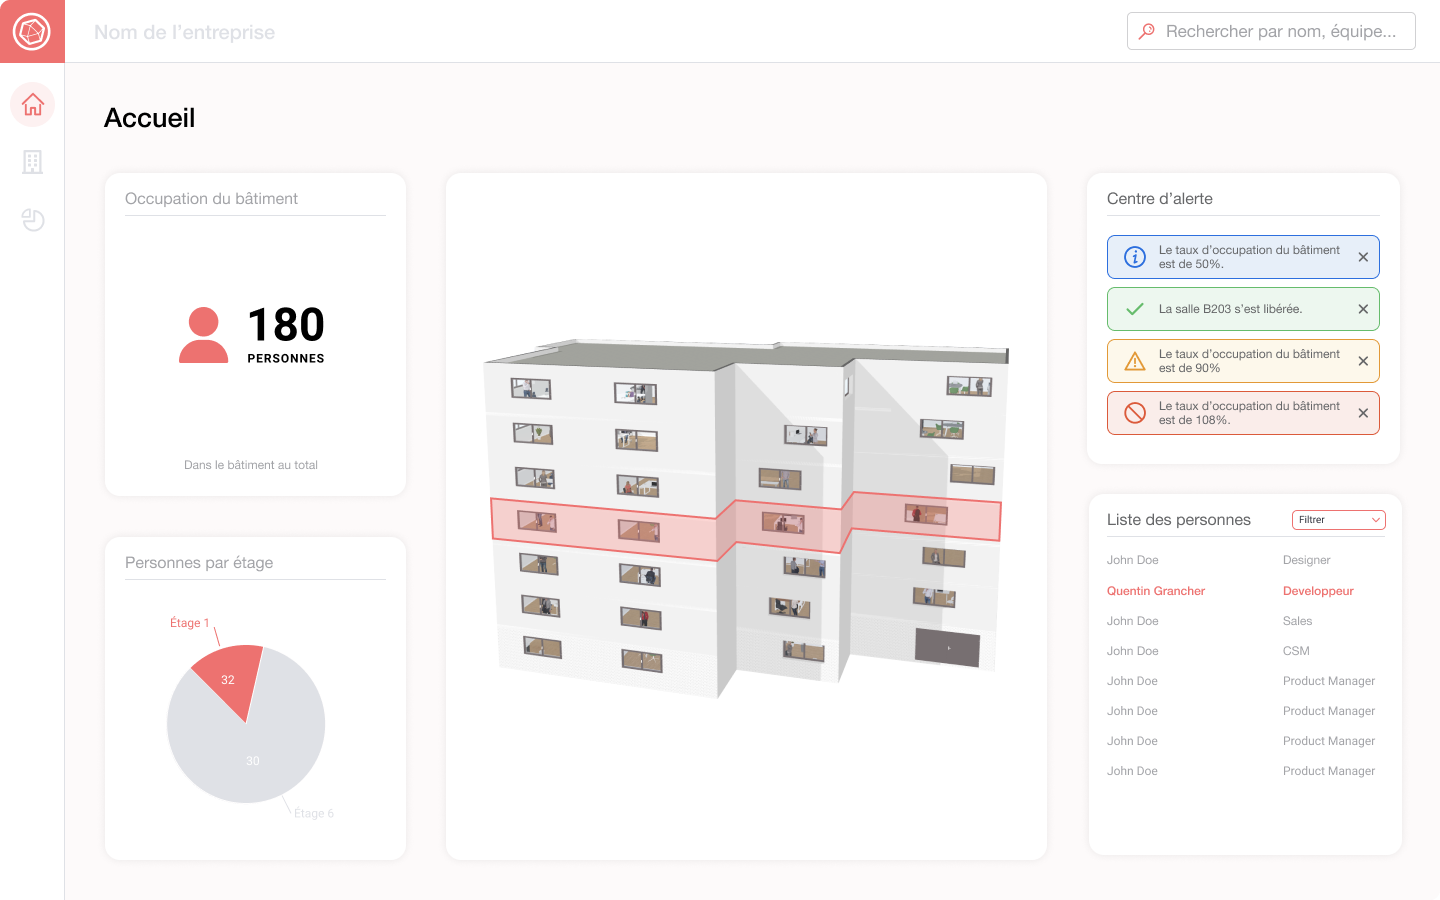 Nom de l’entreprise
Rechercher par nom, équipe...
Accueil
Occupation du bâtiment
180
PERSONNES
Dans le bâtiment au total
Personnes par étage
Étage 1
32
30
Étage 6
Centre d’alerte
Le taux d’occupation du bâtiment
est de 50%.
La salle B203 s’est libérée.
Le taux d’occupation du bâtiment
est de 90%
Le taux d’occupation du bâtiment
est de 108%.
Liste des personnes
Filtrer
John Doe Designer
Quentin Grancher Developpeur
John Doe Sales
John Doe CSM
John Doe Product Manager
John Doe Product Manager
John Doe Product Manager
John Doe Product Manager